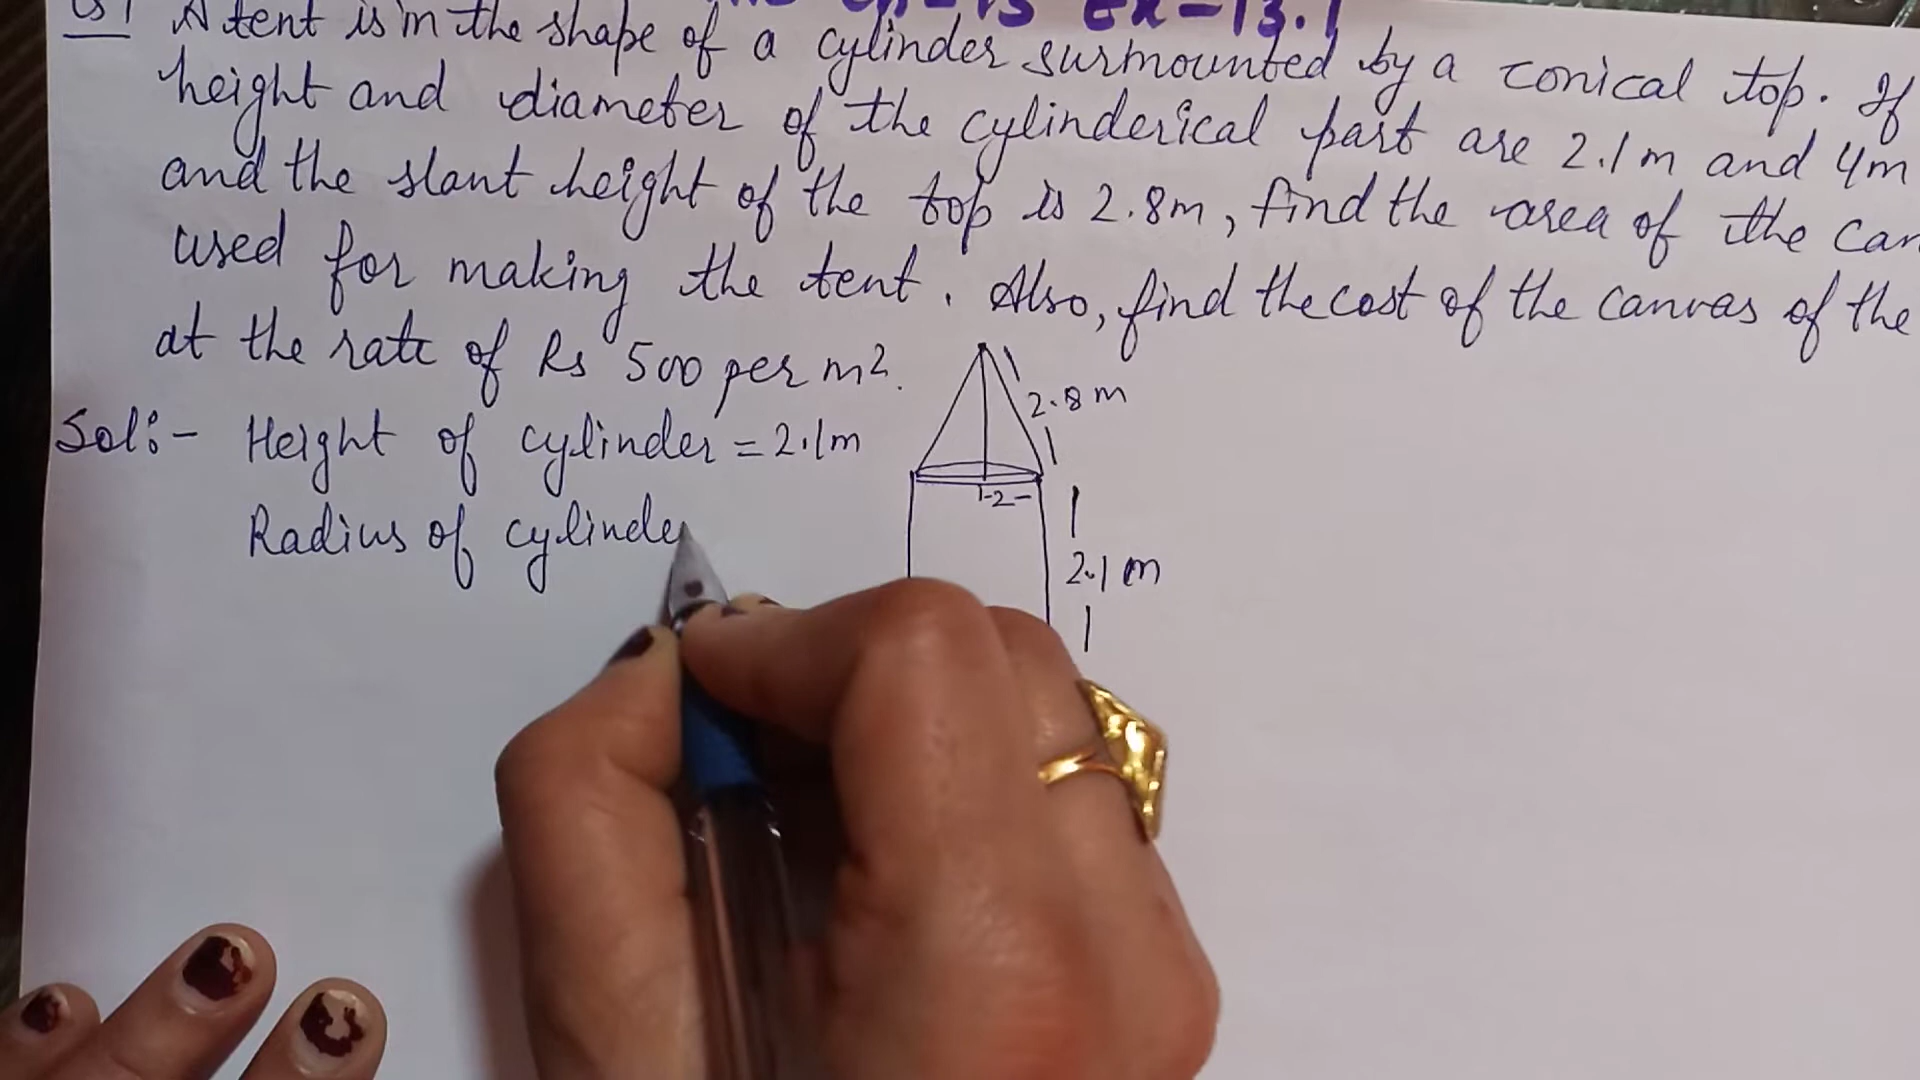 Ex-13.1
A tent is in the shape of a cylinder surmounted by a conical top. If
height and diameter of the cylinderical part are 2.1m and 4m
and the slant height of the top is 2.8m, find the area of the
used for making the tent. Also, find the cost of the canvas of the
at the rate of Rs 500 per m2.
2.8 m
Sol:- Height of cylinder = 2.1m
-2-
Radius of cylinde
2.1 m